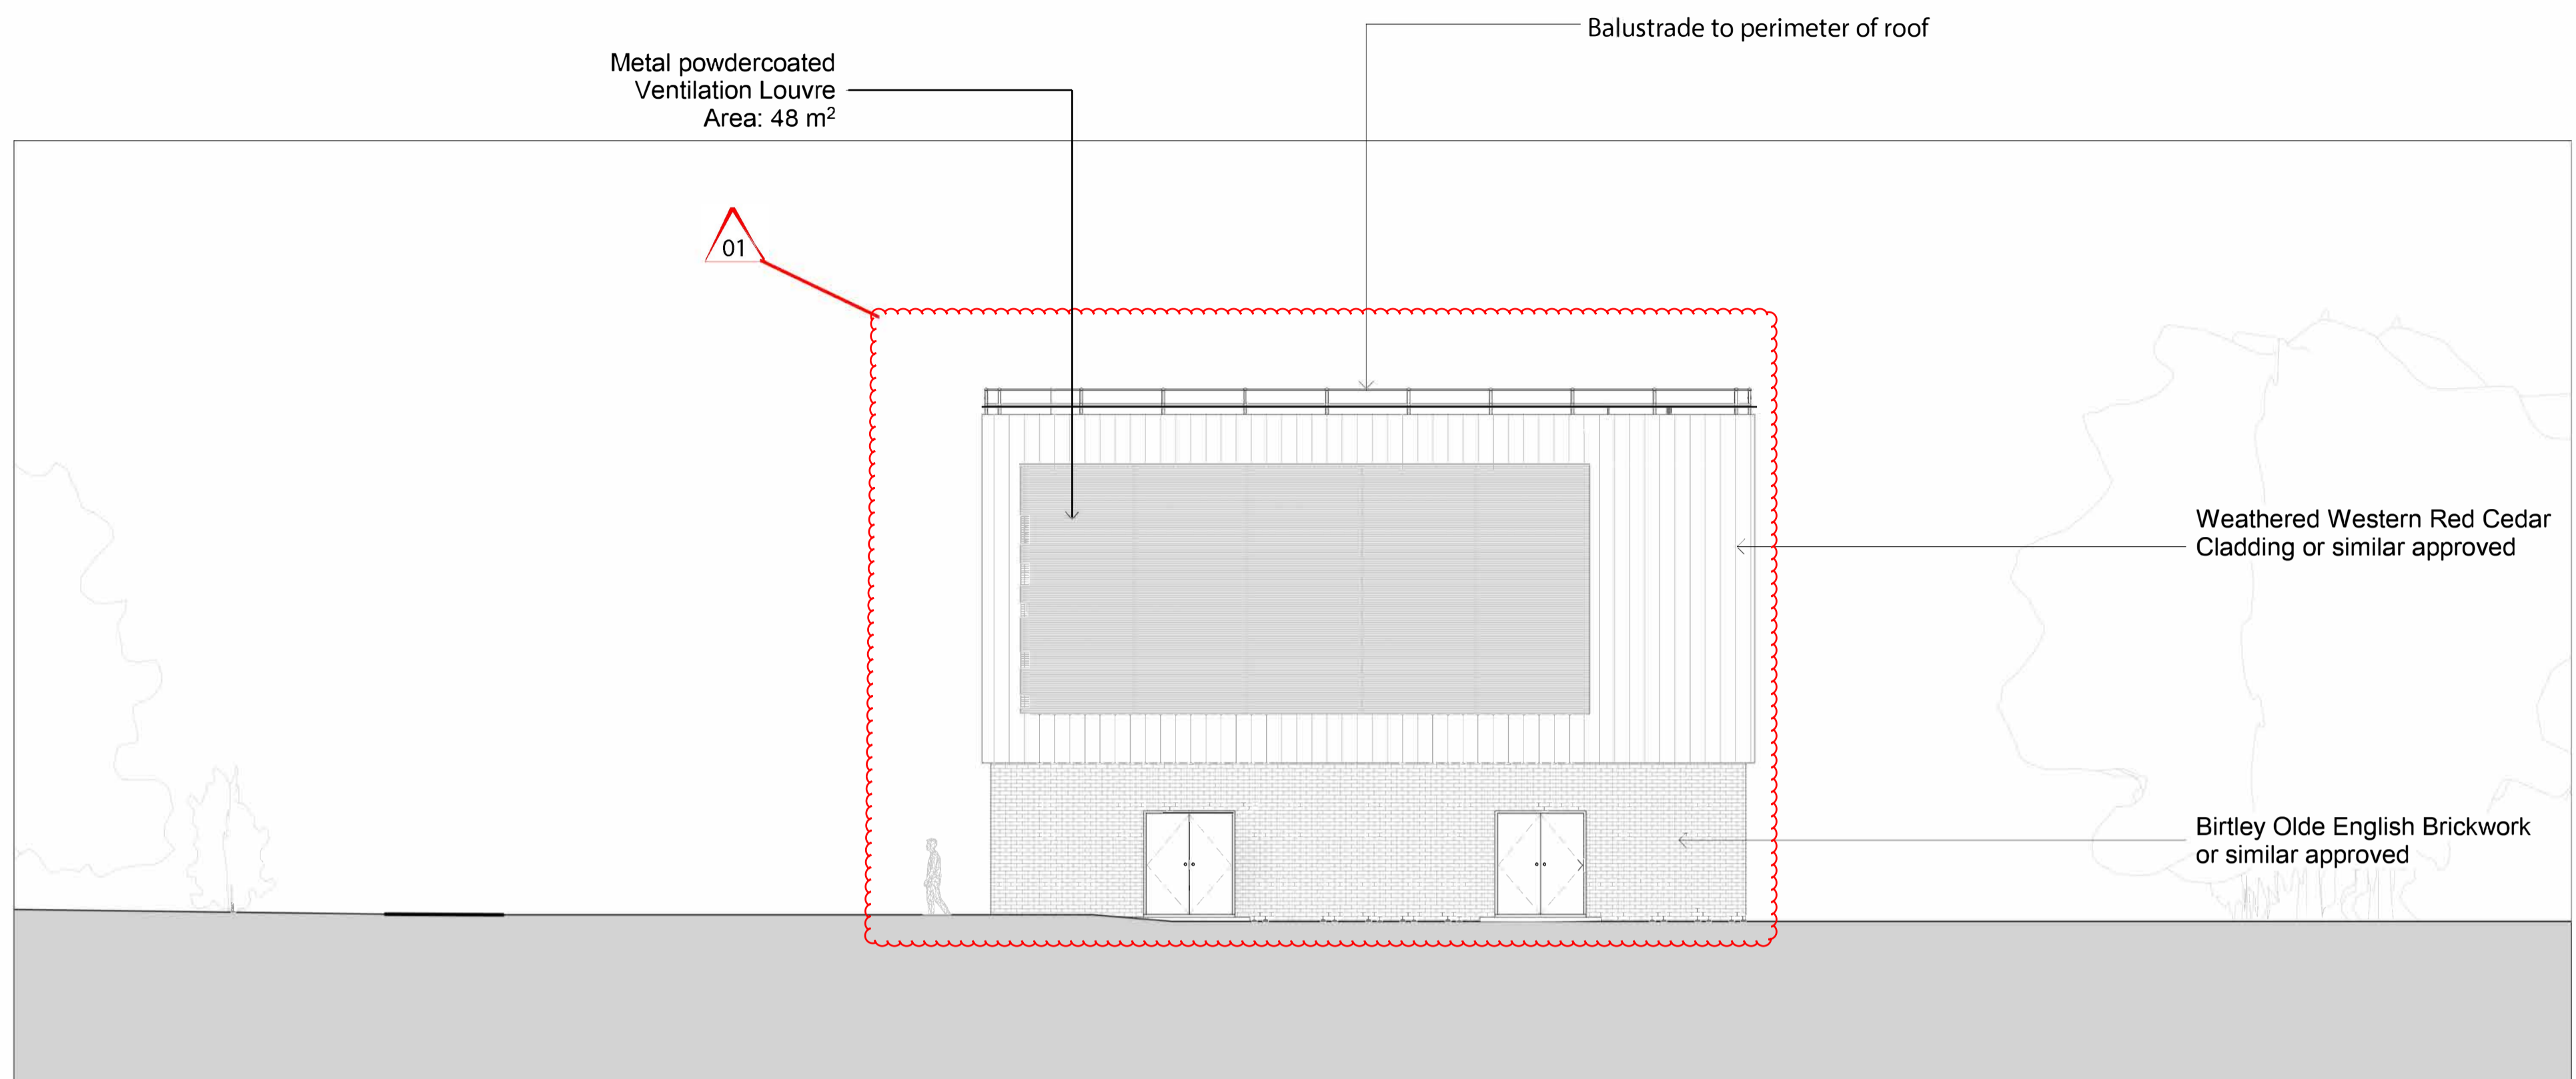 Balustrade to perimeter of roof
Metal powdercoated
Ventilation Louvre
Area: 48 m²
01
Weathered Western Red Cedar
Cladding or similar approved
Birtley Olde English Brickwork
or similar approved